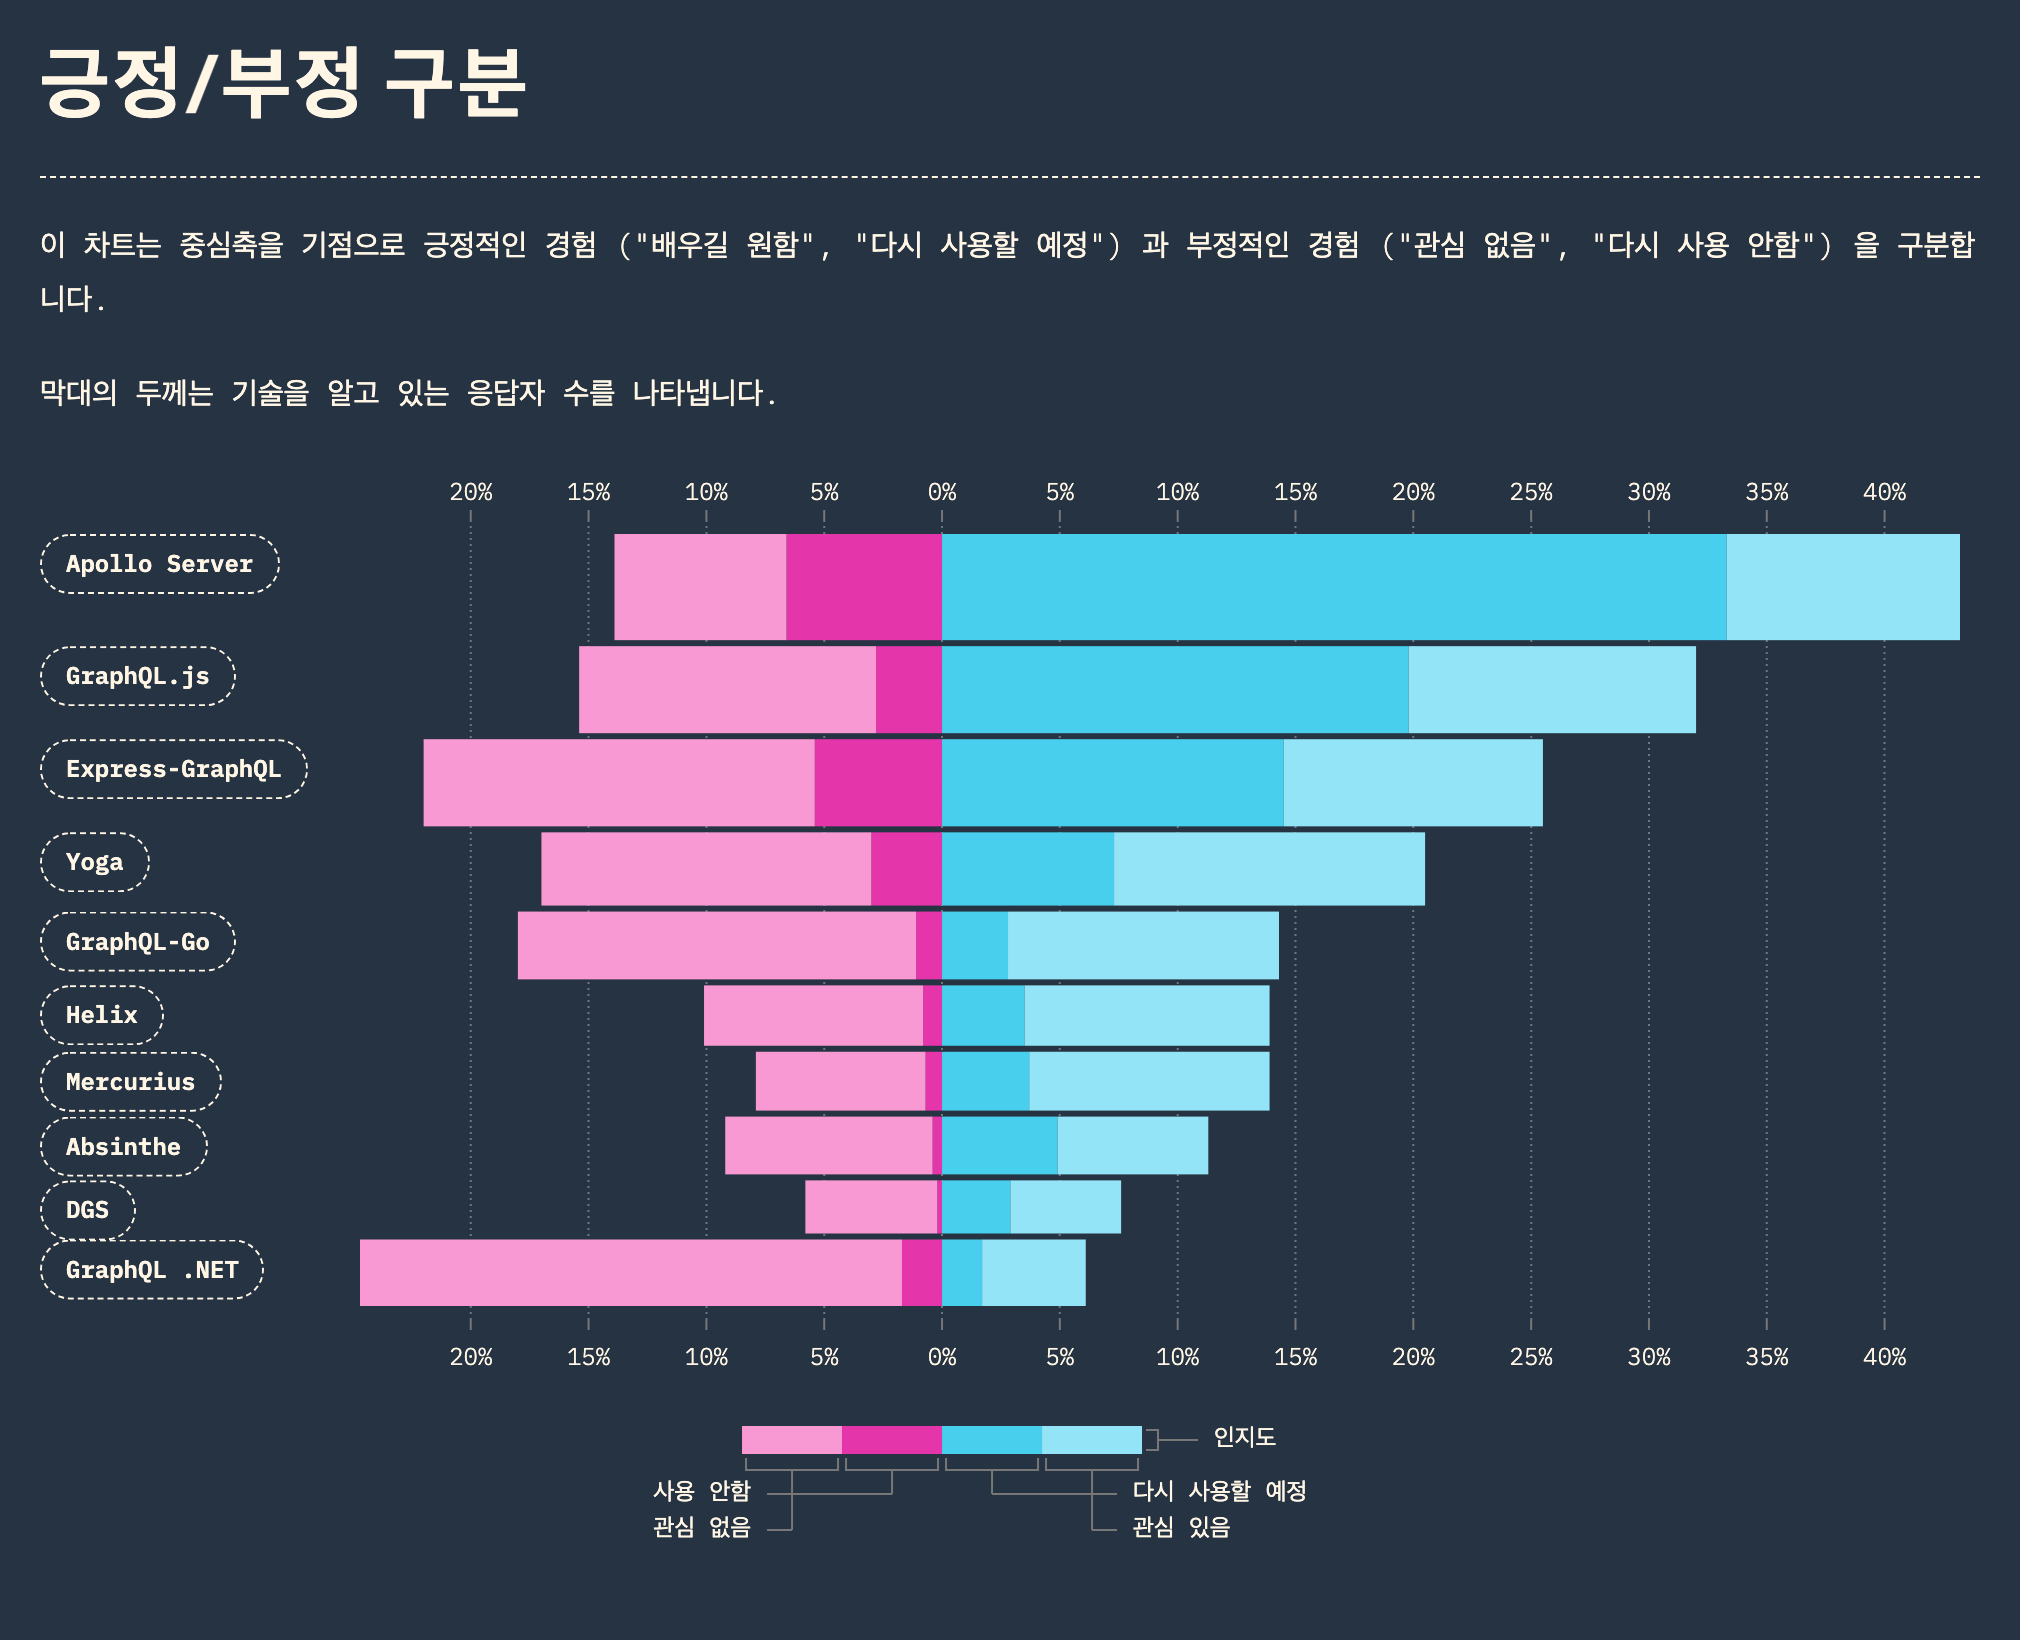 긍정/부정 구분
이 차트는 중심축을 기점으로 긍정적인 경험 ("배우길 원함", "다시 사용할 예정") 과 부정적인 경험 ("관심 없음", "다시 사용 안함") 을 구분합
니다.
막대의 두께는 기술을 알고 있는 응답자 수를 나타냅니다.
20% 15% 10% 5% 0% 5% 10% 15% 20% 25% 30% 35% 40%
Apollo Server
GraphQL.js
Express-GraphQL
Yoga
GraphQL-Go
Helix
Mercurius
Absinthe
DGS
GraphQL .NET
20% 15% 10% 5% 0% 5% 10% 15% 20% 25% 30% 35% 40%
인지도
사용 안함 다시 사용할 예정
관심 없음 관심 있음